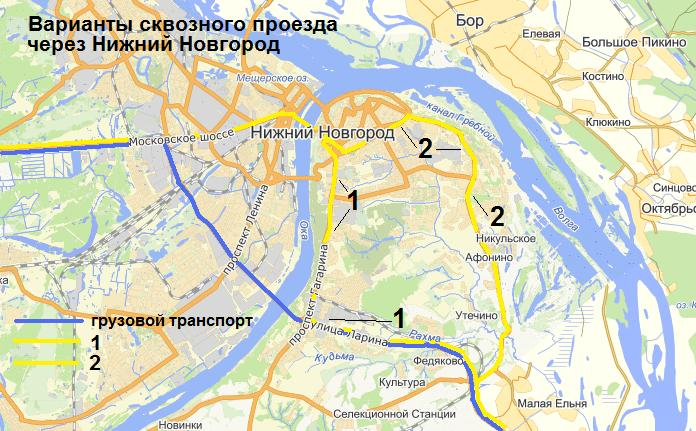 Варианты сквозного проезда
через Нижний Новгород
Бор
Елевая
Большое Пикино
Мещерское оз.
Костино
канал Гребной
Клюкино
Московское шоссе
Нижний Новгород
2
1
2
Синцово
Октябрь
Волга
проспект Ленина
Ока
Никульское
Афонино
проспект Гагарина
грузовой транспорт
1
2
1
улица Ларина
Рахма
Утечино
Кудьма
Федяково
Культура
Селекционной Станции
Малая Ельня
Новинки